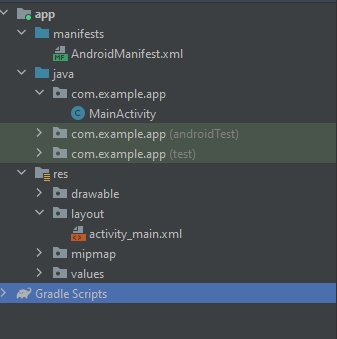 app
manifests
AndroidManifest.xml
java
com.example.app
MainActivity
com.example.app (androidTest)
com.example.app (test)
res
drawable
layout
activity_main.xml
mipmap
values
Gradle Scripts